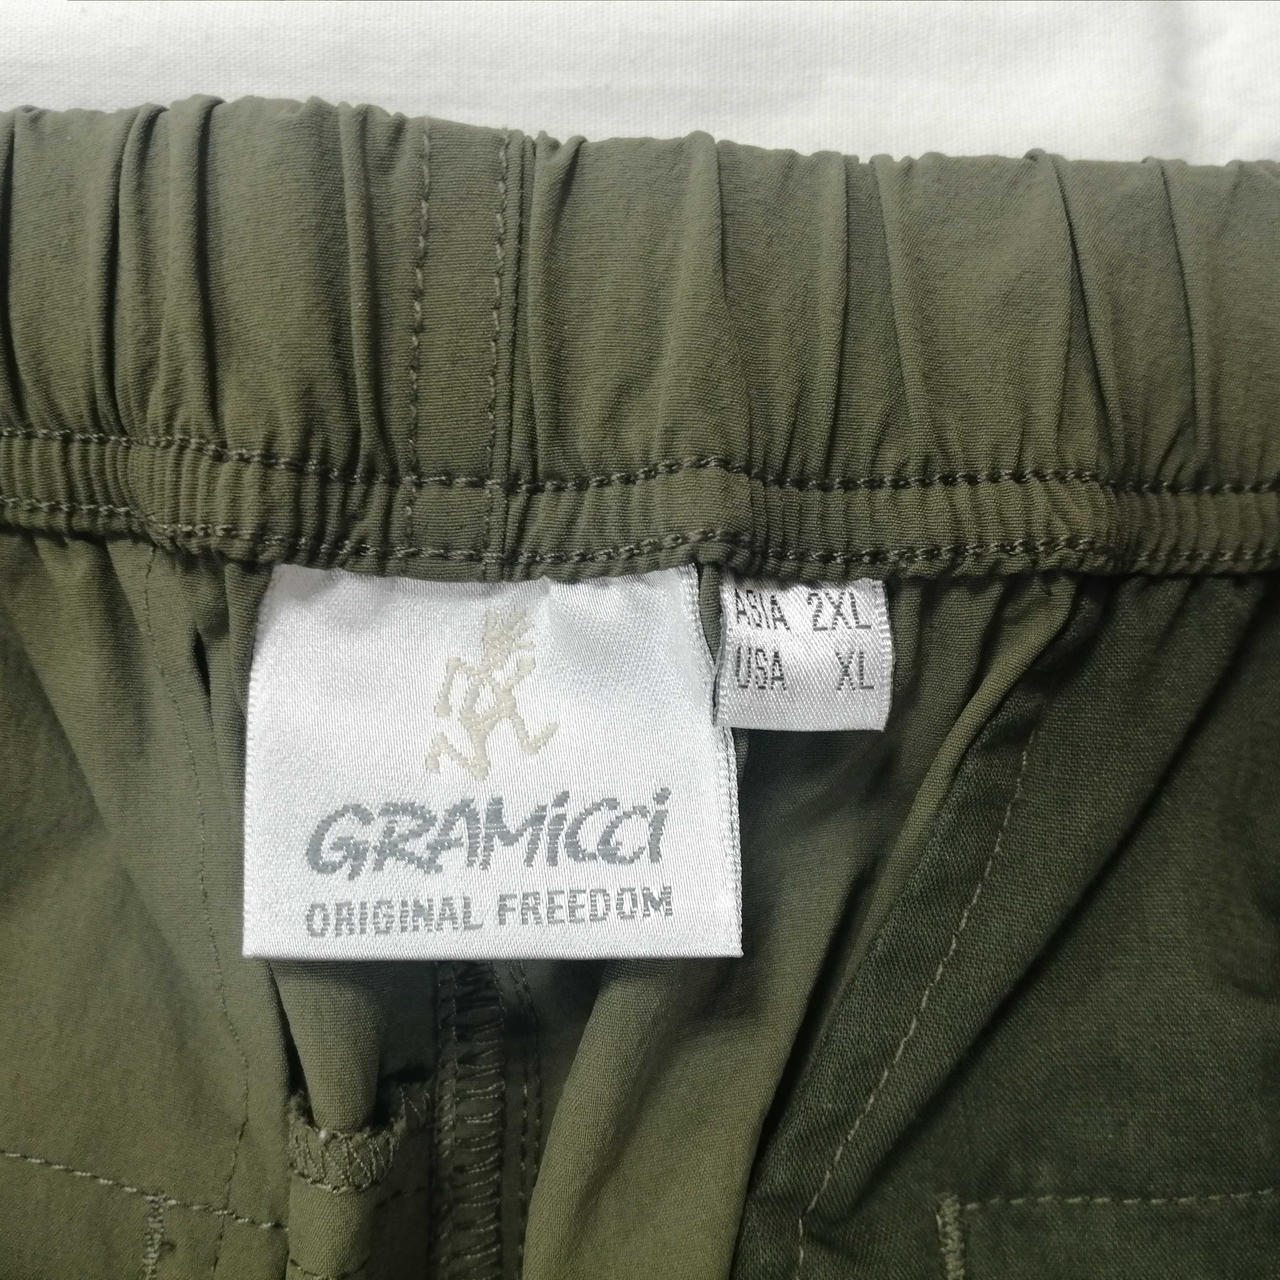 ASIA 2XL
USA XL
GRAMiCCi
ORIGINAL FREEDOM